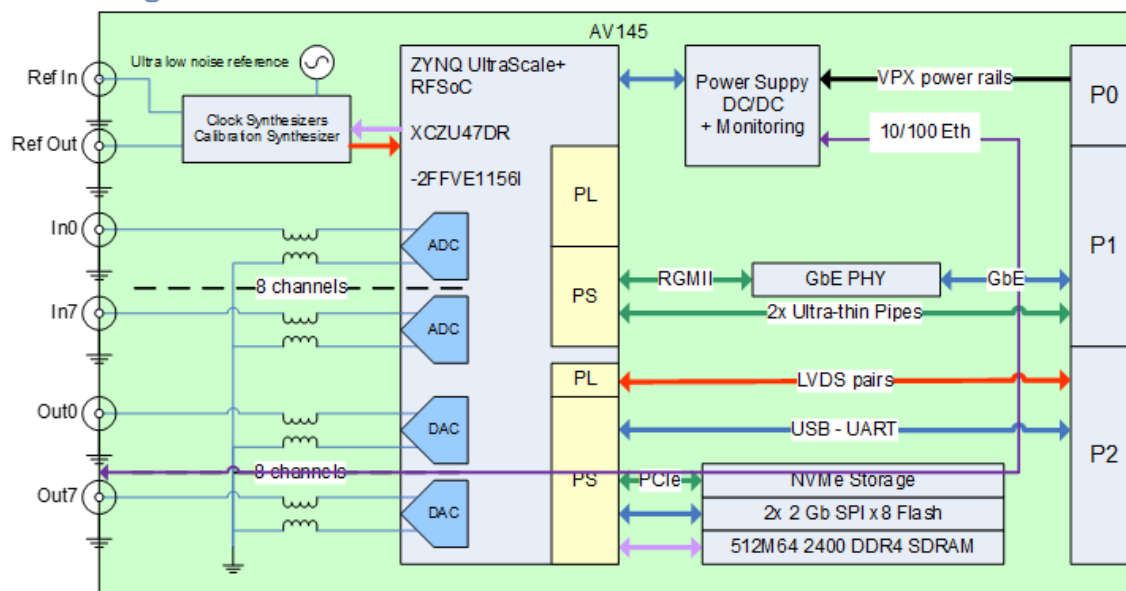 AV145
Ref In
Ref Out
In0
In7
Out0
Out7
Ultra low noise reference
Clock Synthesizers
Calibration Synthesizer
ZYNQ UltraScale+
RFSoC
XCZU47DR
-2FFVE1156I
ADC
8 channels
ADC
DAC
8 channels
DAC
PL
PS
PL
PS
Power Suppy
DC/DC
+ Monitoring
VPX power rails
10/100 Eth
RGMII
GbE PHY
GbE
2x Ultra-thin Pipes
LVDS pairs
USB - UART
PCIe
NVMe Storage
2x 2 Gb SPI x 8 Flash
512M64 2400 DDR4 SDRAM
P0
P1
P2